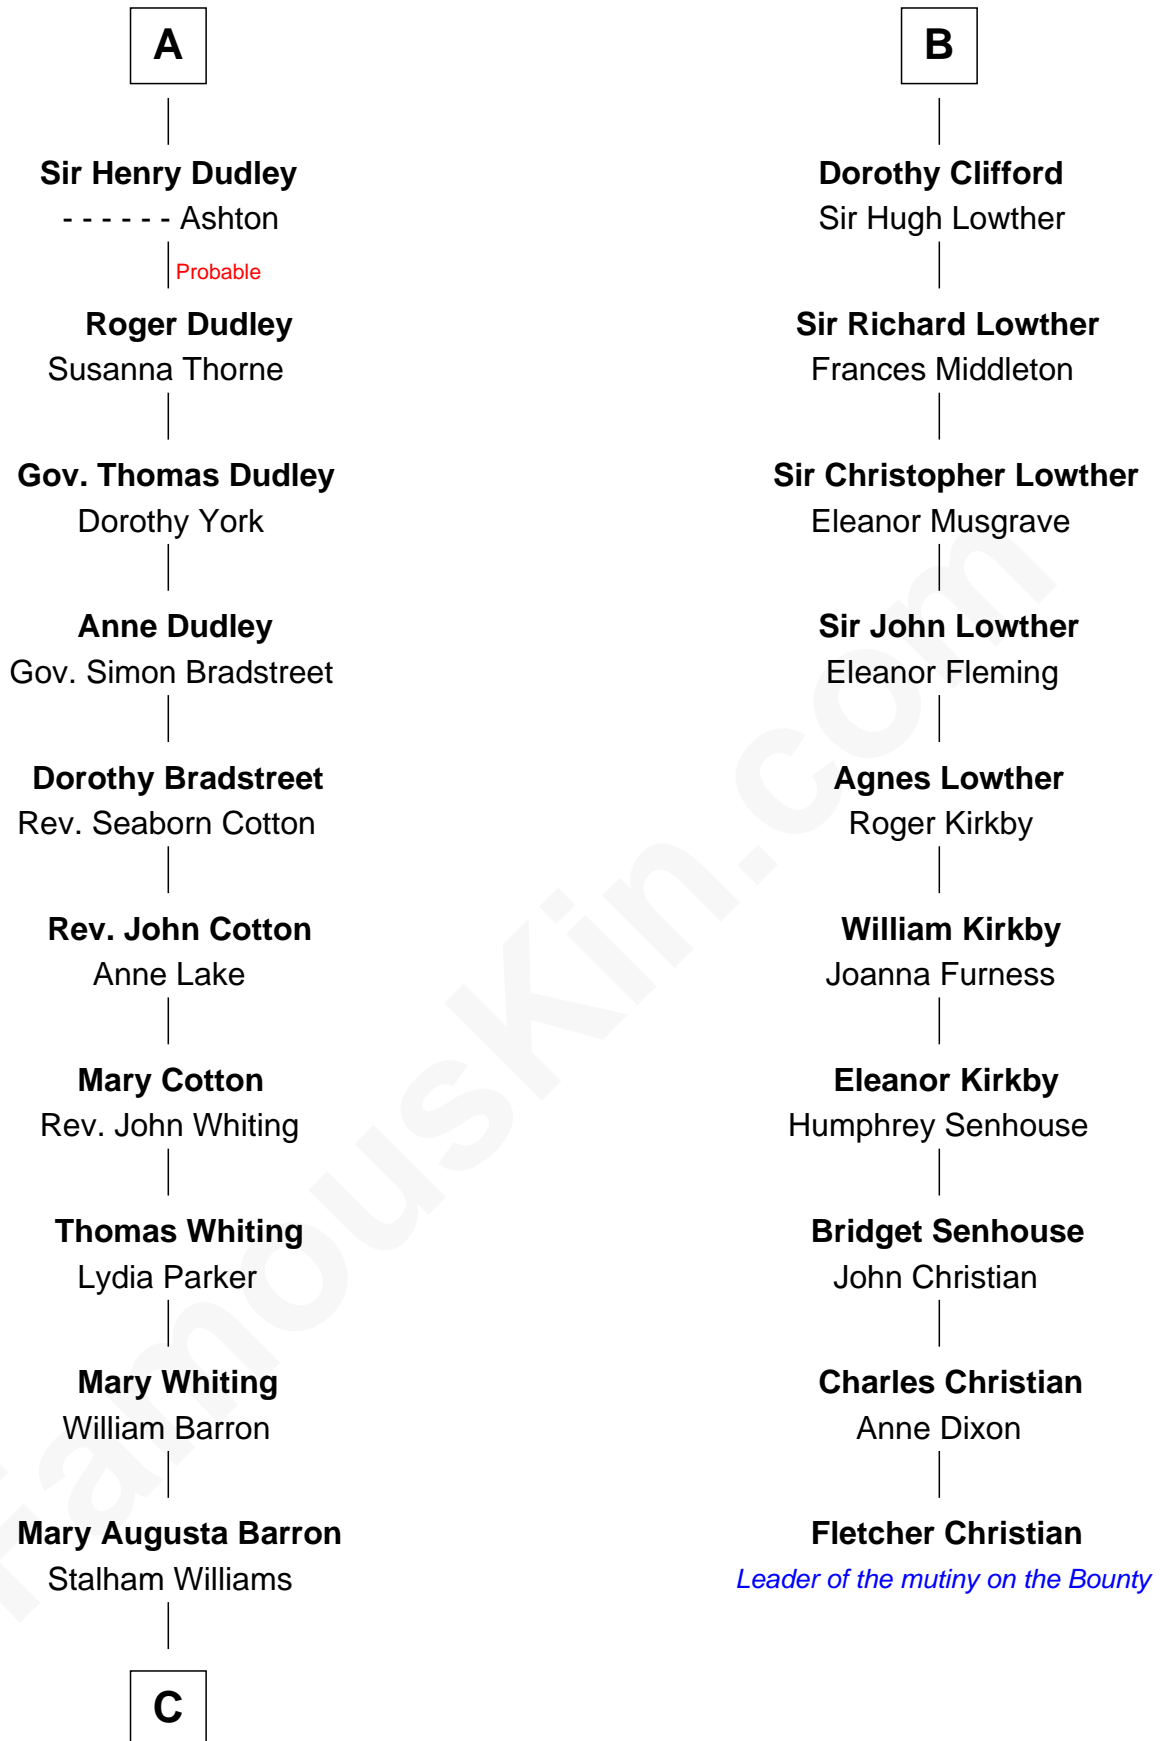 A
Sir Henry Dudley
- - - - - - Ashton
Probable
Roger Dudley
Susanna Thorne
Gov. Thomas Dudley
Dorothy York
Anne Dudley
Gov. Simon Bradstreet
Dorothy Bradstreet
Rev. Seaborn Cotton
Rev. John Cotton
Anne Lake
Mary Cotton
Rev. John Whiting
Thomas Whiting
Lydia Parker
Mary Whiting
William Barron
Mary Augusta Barron
Stalham Williams
C
B
Dorothy Clifford
Sir Hugh Lowther
Sir Richard Lowther
Frances Middleton
Sir Christopher Lowther
Eleanor Musgrave
Sir John Lowther
Eleanor Fleming
Agnes Lowther
Roger Kirkby
William Kirkby
Joanna Furness
Eleanor Kirkby
Humphrey Senhouse
Bridget Senhouse
John Christian
Charles Christian
Anne Dixon
Fletcher Christian
Leader of the mutiny on the Bounty
FamousKin.com